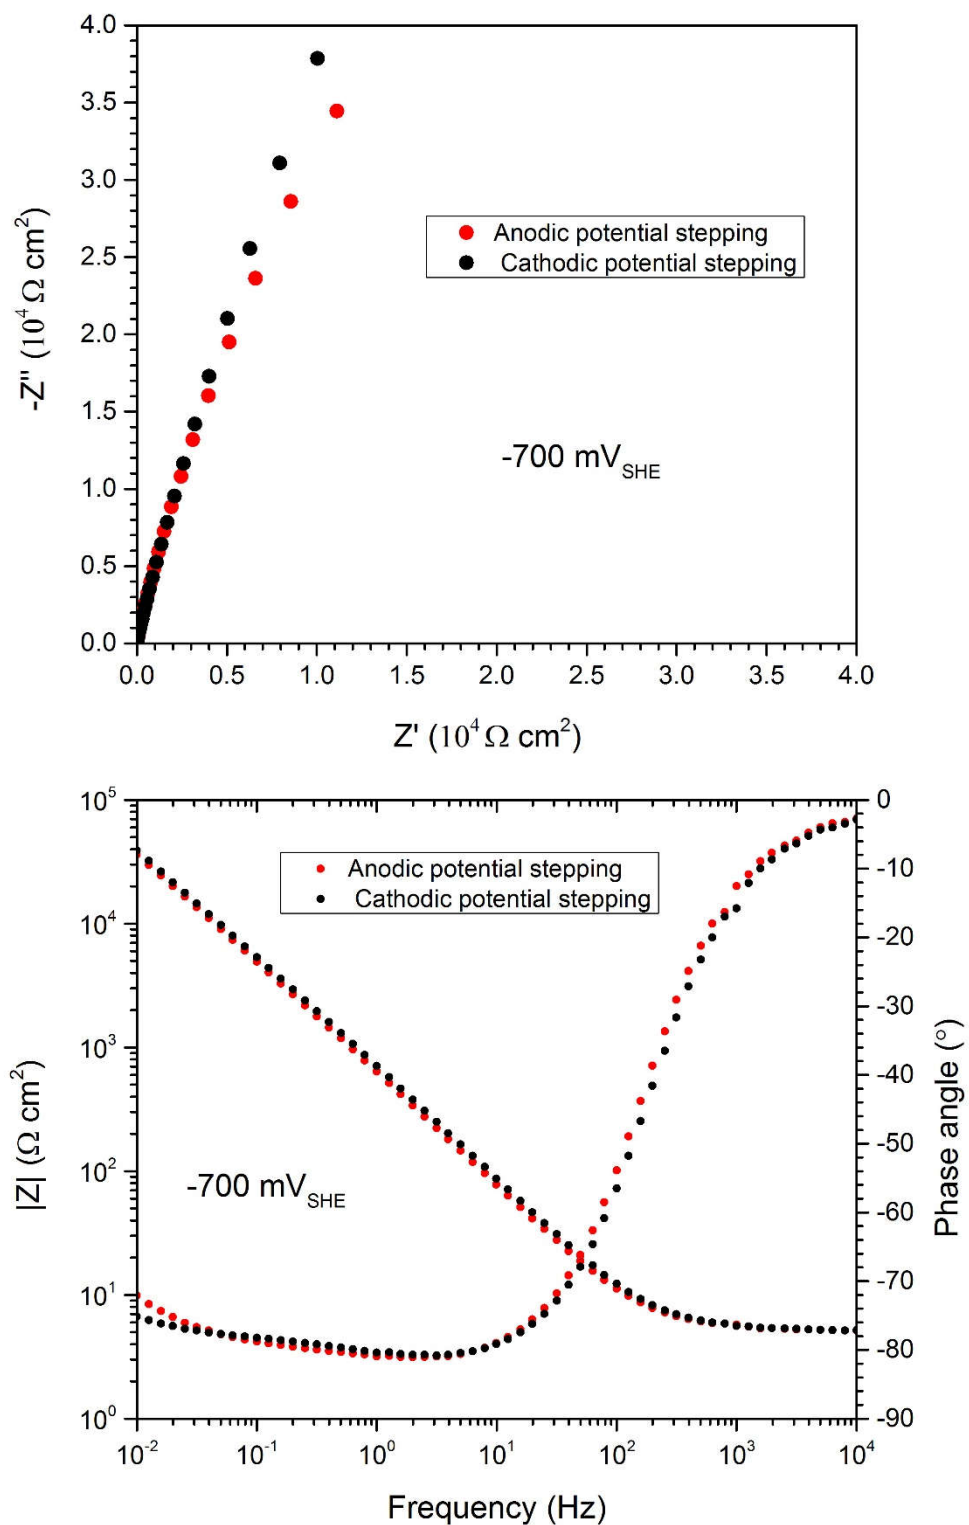 4.0
3.5
3.0
2.5
2.0
1.5
1.0
0.5
0.0
-Z'' (10⁴ Ω cm²)
Anodic potential stepping
Cathodic potential stepping
-700 mV_SHE
0.0 0.5 1.0 1.5 2.0 2.5 3.0 3.5 4.0
Z' (10⁴ Ω cm²)
10⁵
10⁴
10³
10²
10¹
10⁰
|Z| (Ω cm²)
Anodic potential stepping
Cathodic potential stepping
-700 mV_SHE
0
-10
-20
-30
-40
-50
-60
-70
-80
-90
Phase angle (°)
10⁻² 10⁻¹ 10⁰ 10¹ 10² 10³ 10⁴
Frequency (Hz)